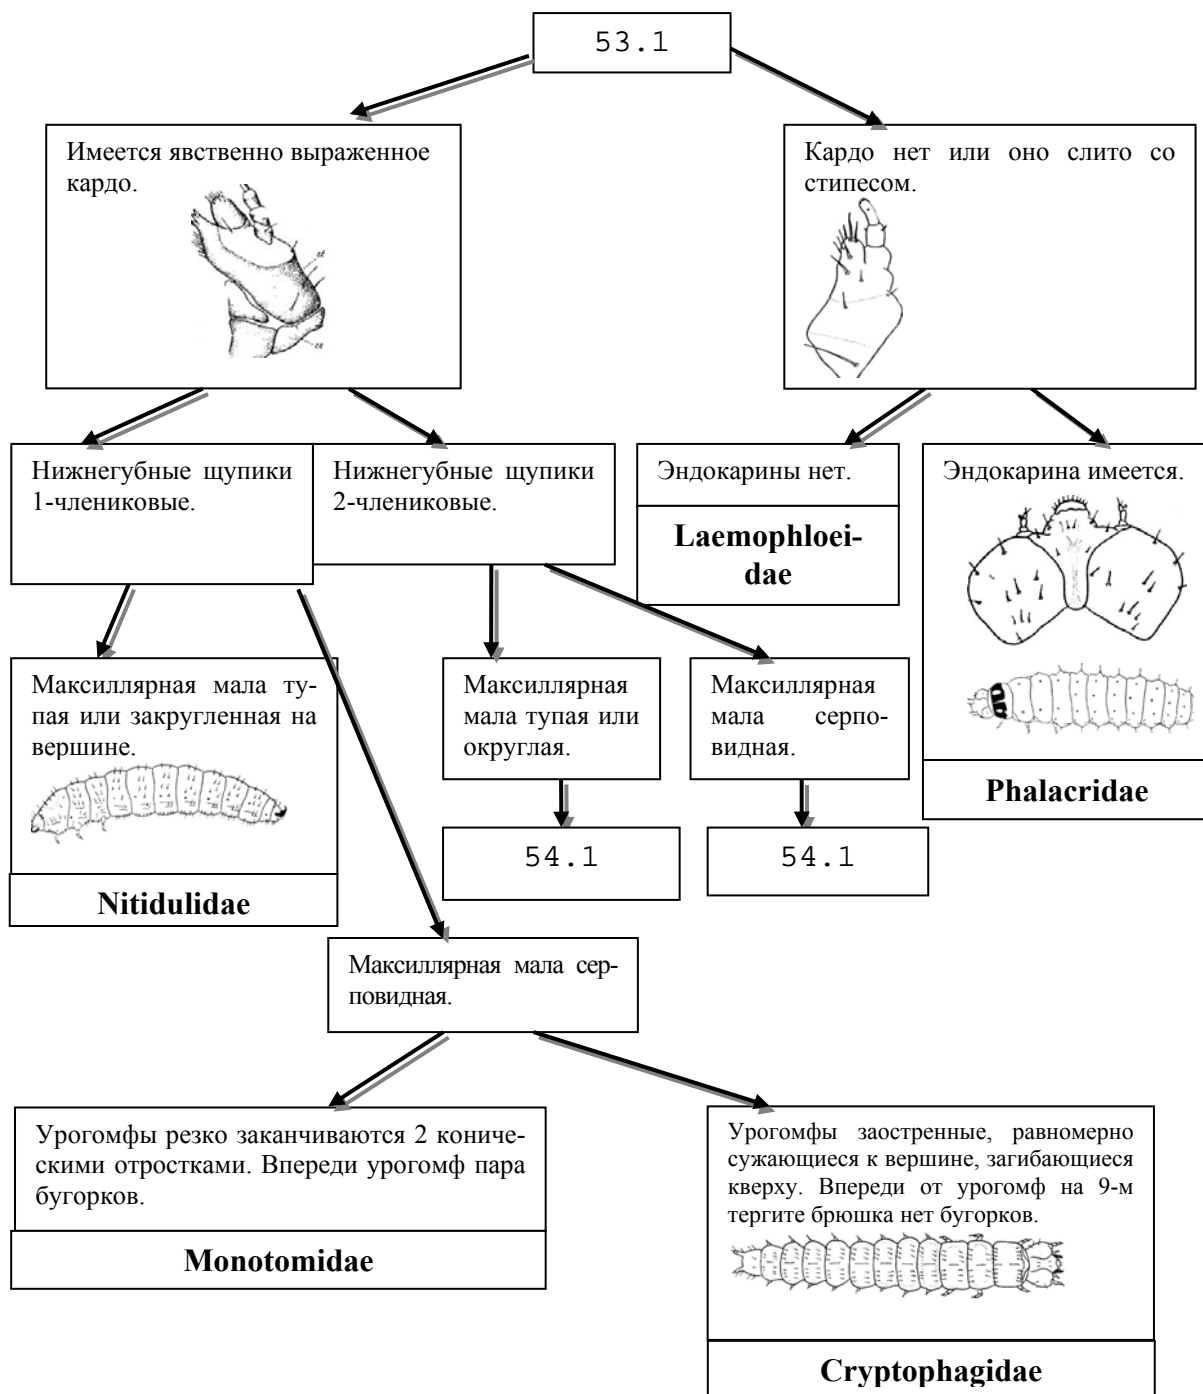 53.1
Имеется явственно выраженное
кардо.
Кардо нет или оно слито со
стипесом.
Нижнегубные щупики
1-члениковые.
Нижнегубные щупики
2-члениковые.
Эндокарины нет.
Laemophloei-
dae
Эндокарина имеется.
Phalacridae
Максиллярная мала ту-
пая или закругленная на
вершине.
Nitidulidae
Максиллярная
мала тупая или
округлая.
Максиллярная
мала серпо-
видная.
54.1
54.1
Максиллярная мала сер-
повидная.
Урогомфы резко заканчиваются 2 кониче-
скими отростками. Впереди урогомф пара
бугорков.
Monotomidae
Урогомфы заостренные, равномерно
сужающиеся к вершине, загибающиеся
кверху. Впереди от урогомф на 9-м
тергите брюшка нет бугорков.
Cryptophagidae